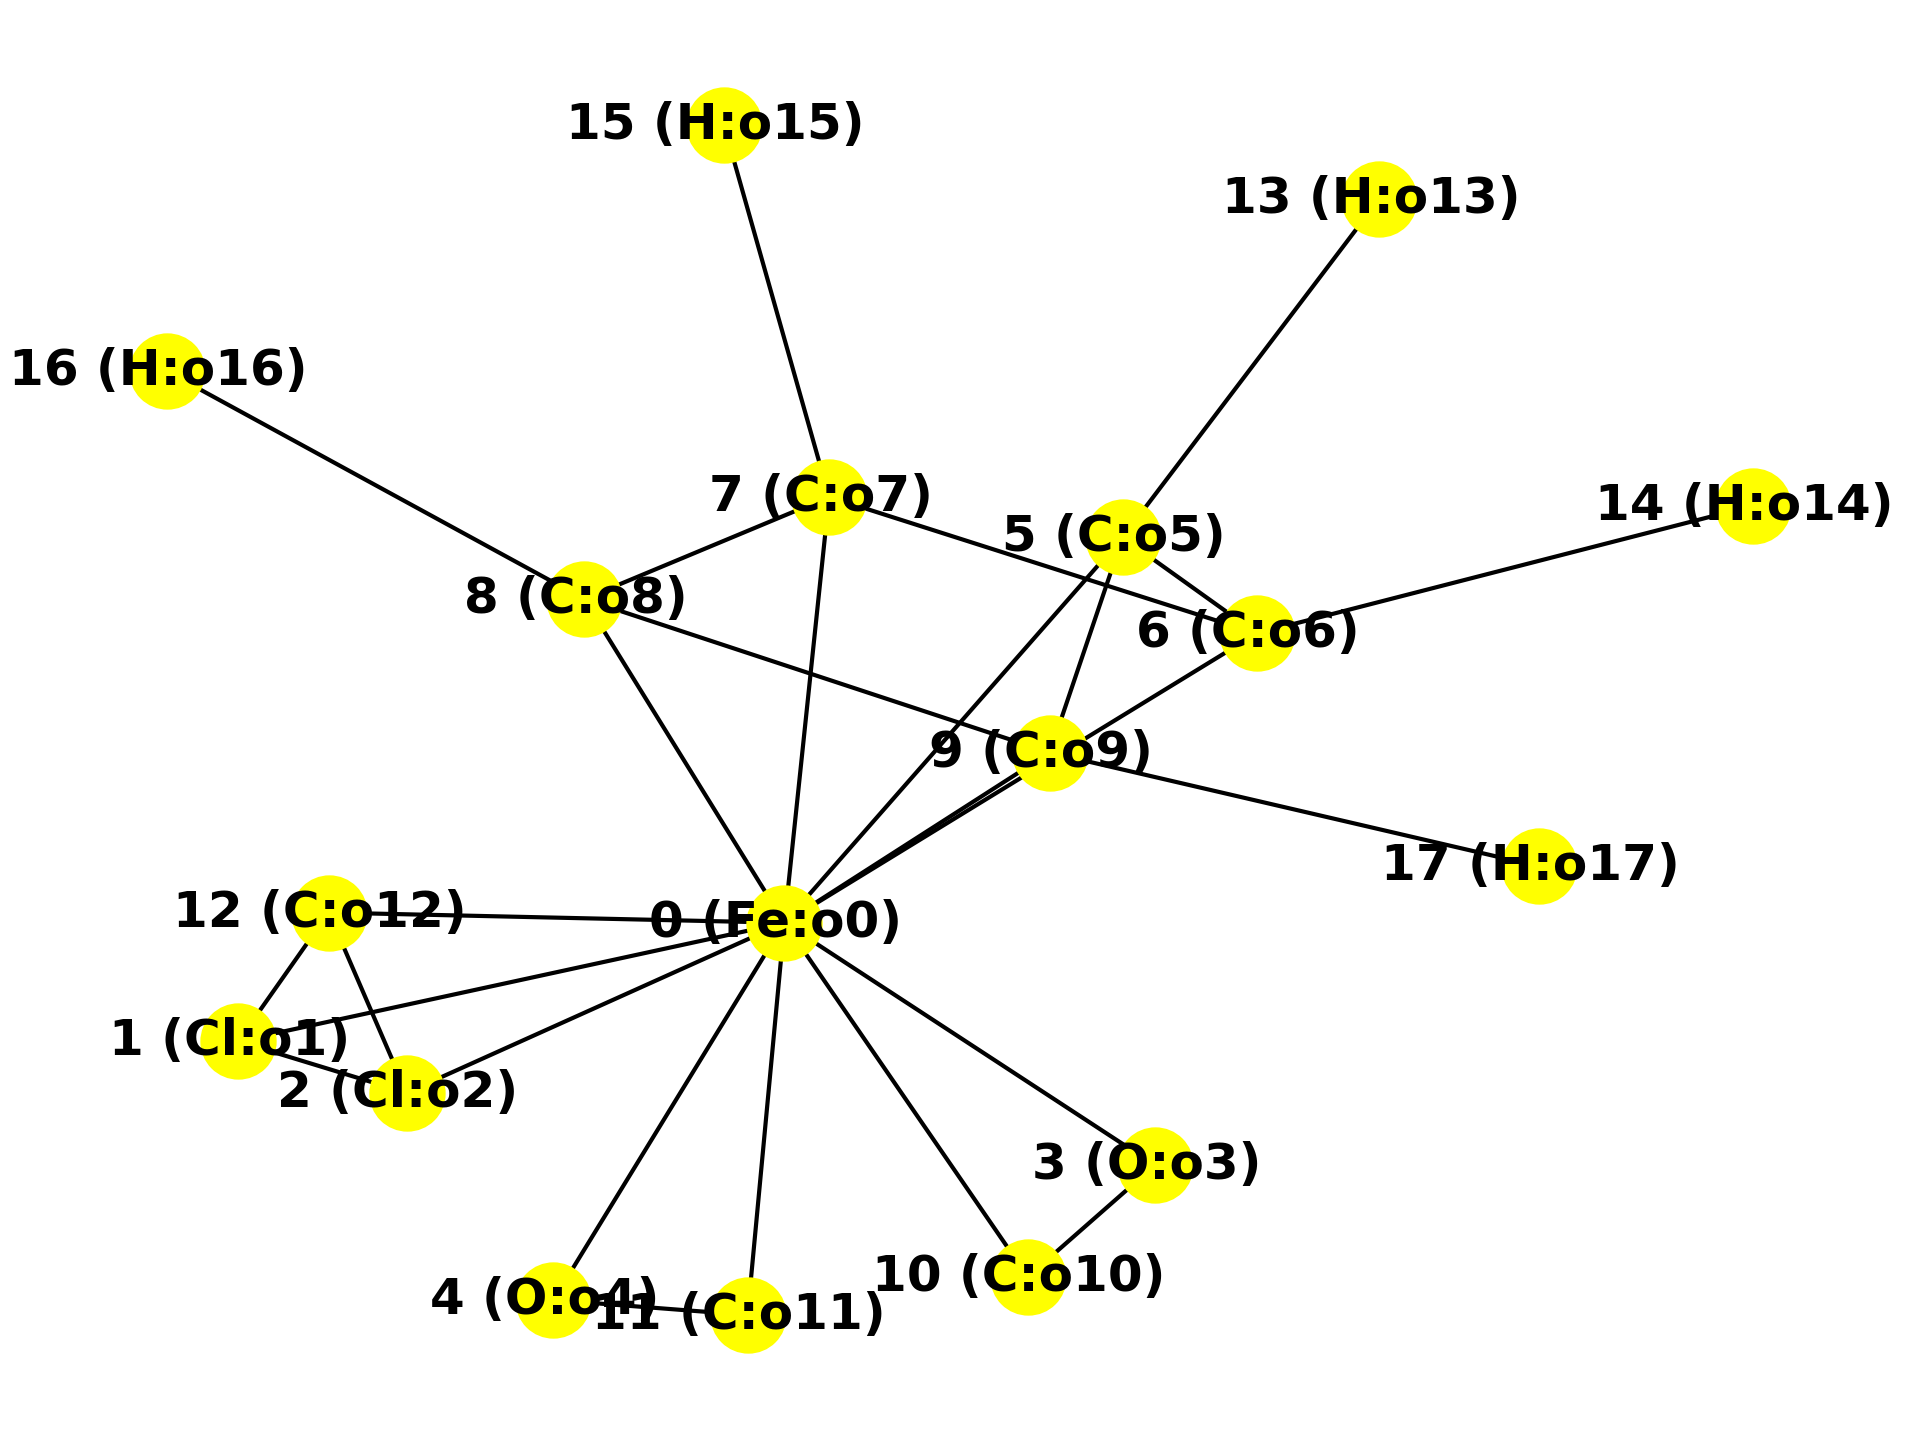 15 (H:o15)
13 (H:o13)
16 (H:o16)
7 (C:o7)
14 (H:o14)
5 (C:o5)
8 (C:o8)
6 (C:o6)
9 (C:o9)
17 (H:o17)
12 (C:o12)
0 (Fe:o0)
1 (Cl:o1)
2 (Cl:o2)
3 (O:o3)
10 (C:o10)
4 (O:o4)
11 (C:o11)